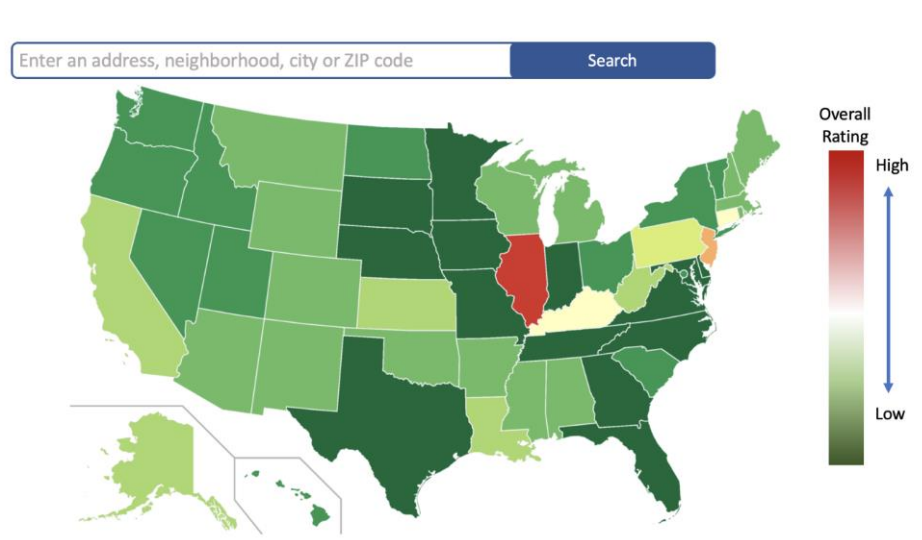 Enter an address, neighborhood, city or ZIP code
Search
Overall
Rating
High
Low